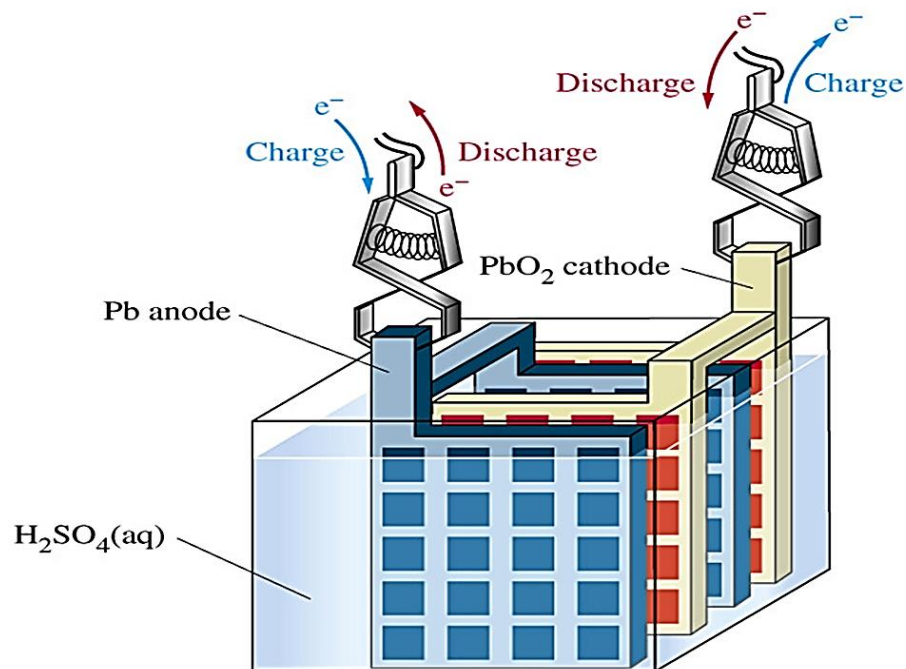 e⁻
Discharge
e⁻
Charge
e⁻
Charge
Discharge
e⁻
PbO₂ cathode
Pb anode
H₂SO₄(aq)